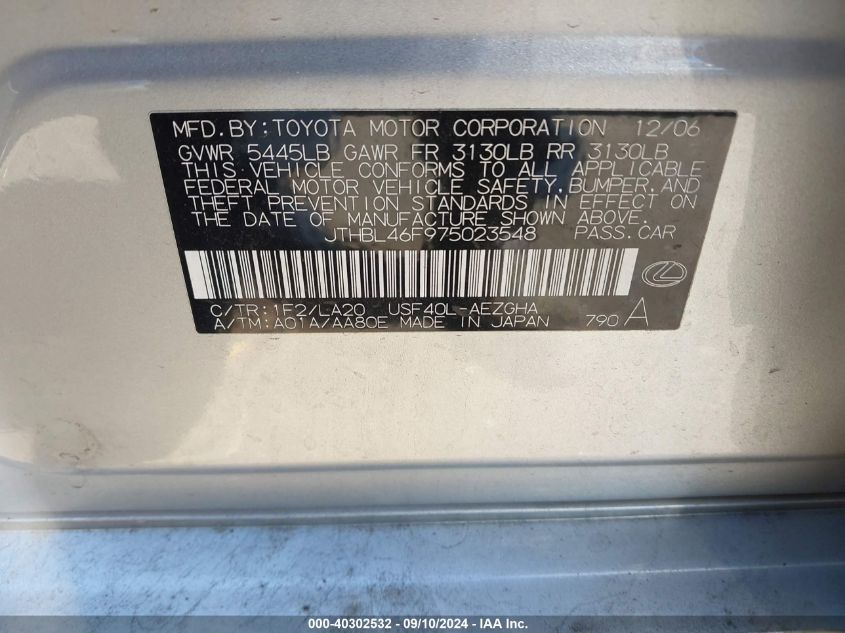 MFD. BY: TOYOTA MOTOR CORPORATION 12/06
GVWR 5445LB GAWR FR 3130LB RR 3130LB
THIS VEHICLE CONFORMS TO ALL APPLICABLE
FEDERAL MOTOR VEHICLE SAFETY, BUMPER, AND
THEFT PREVENTION STANDARDS IN EFFECT ON
THE DATE OF MANUFACTURE SHOWN ABOVE.
JTHBL46F975023548 PASS. CAR
C/TR: 1F2/LA20 USF40L-AEZGHA
A/TM: A01A/AA80E MADE IN JAPAN 790 A
000-40302532 - 09/10/2024 - IAA Inc.